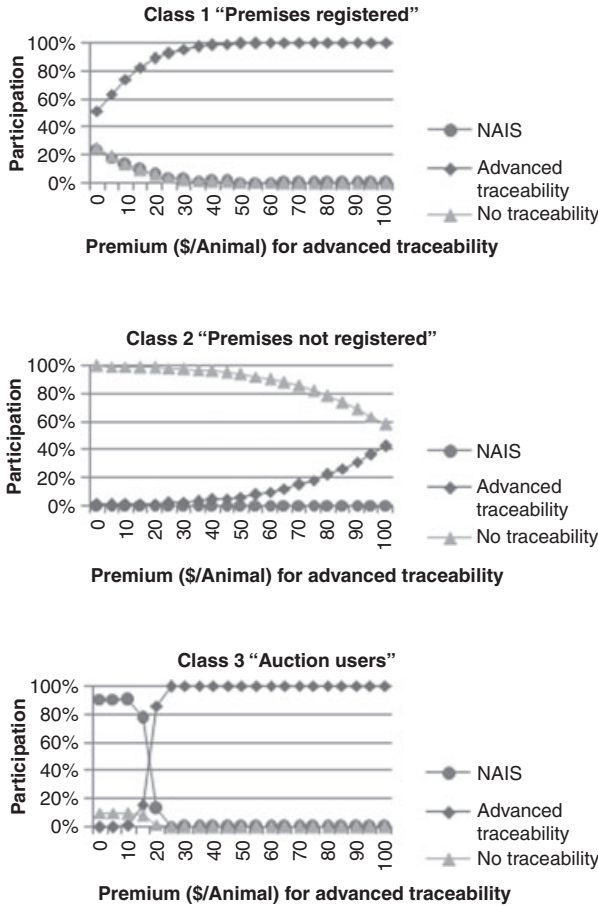 Class 1 “Premises registered”
100%
80%
60%
40%
20%
0%
Participation
0 10 20 30 40 50 60 70 80 90 100
Premium ($/Animal) for advanced traceability
NAIS
Advanced
traceability
No traceability
Class 2 “Premises not registered”
100%
80%
60%
40%
20%
0%
Participation
0 10 20 30 40 50 60 70 80 90 100
Premium ($/Animal) for advanced traceability
NAIS
Advanced
traceability
No traceability
Class 3 “Auction users”
100%
80%
60%
40%
20%
0%
Participation
0 10 20 30 40 50 60 70 80 90 100
Premium ($/Animal) for advanced traceability
NAIS
Advanced
traceability
No traceability